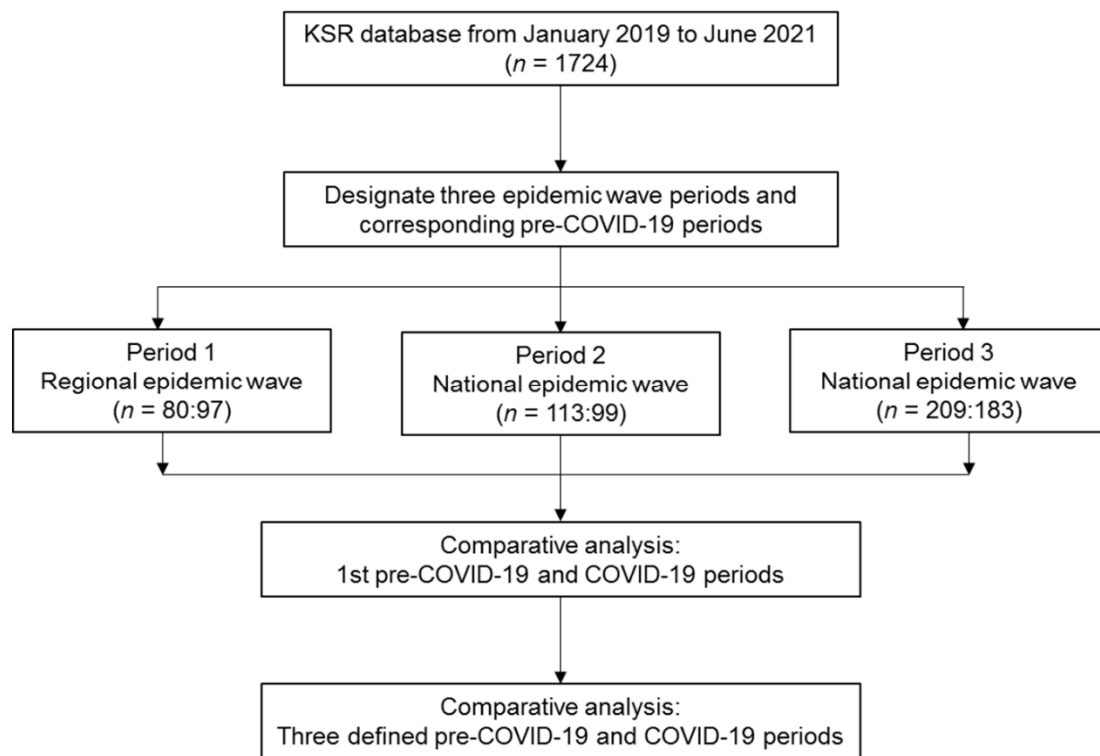 KSR database from January 2019 to June 2021
(n = 1724)
Designate three epidemic wave periods and
corresponding pre-COVID-19 periods
Period 1
Regional epidemic wave
(n = 80:97)
Period 2
National epidemic wave
(n = 113:99)
Period 3
National epidemic wave
(n = 209:183)
Comparative analysis:
1st pre-COVID-19 and COVID-19 periods
Comparative analysis:
Three defined pre-COVID-19 and COVID-19 periods